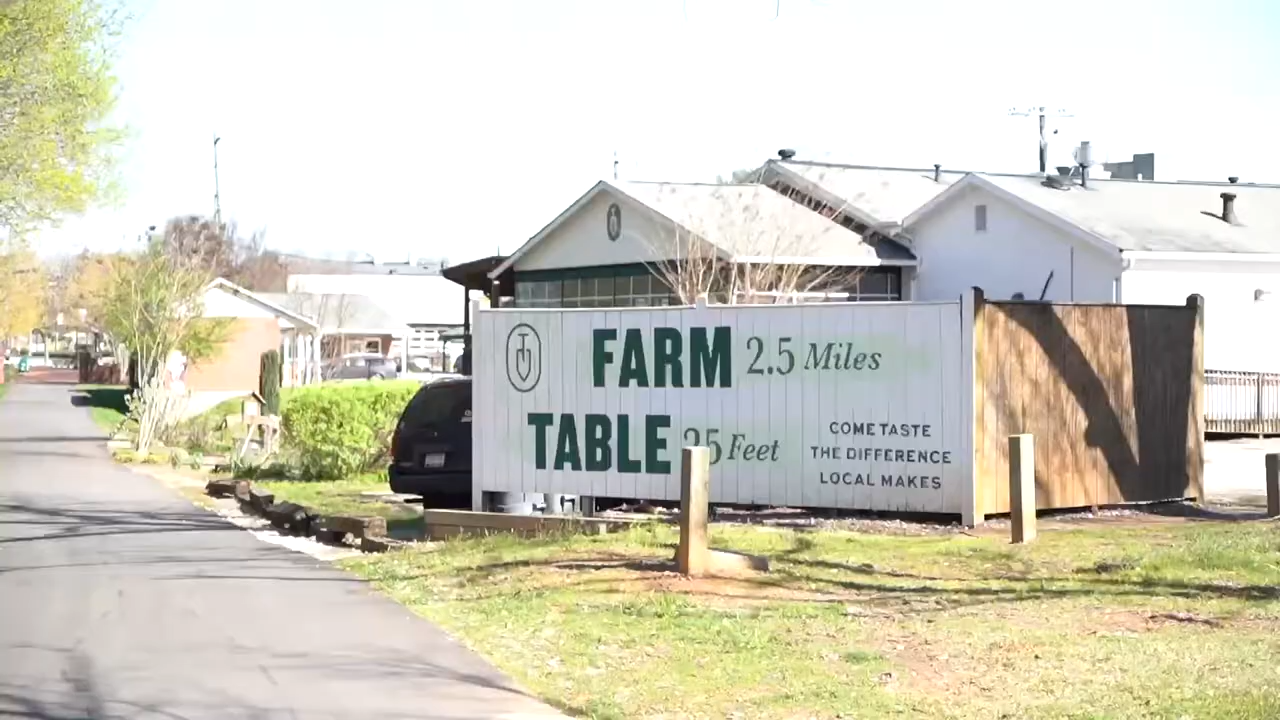 FARM 2.5 Miles
TABLE 25 Feet
COME TASTE
THE DIFFERENCE
LOCAL MAKES